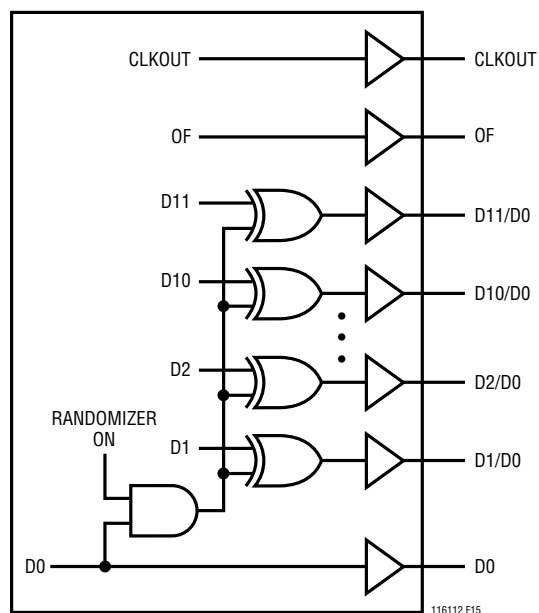 CLKOUT CLKOUT
OF OF
D11 D11/D0
D10 D10/D0
D2 D2/D0
RANDOMIZER
ON
D1 D1/D0
D0 D0
116112 F15